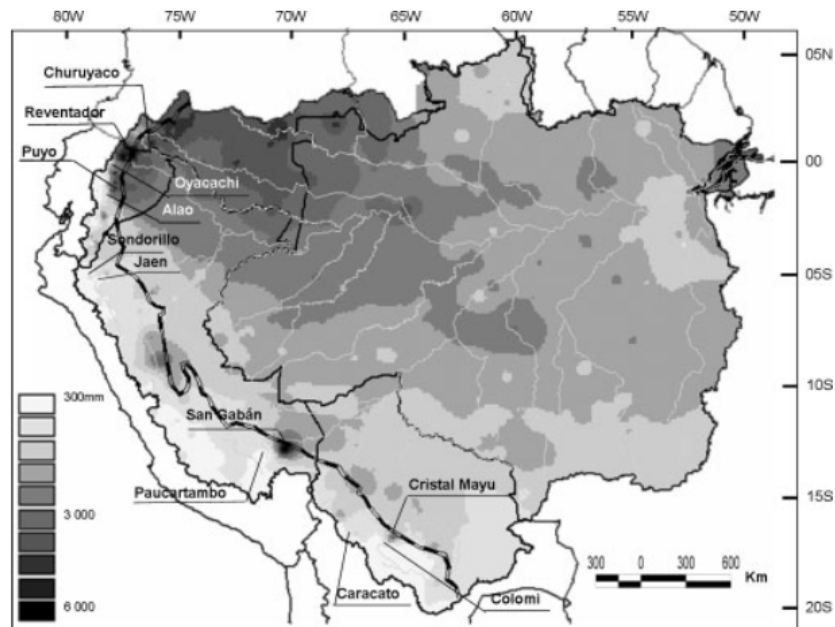 80W 75W 70W 65W 60W 55W 50W
05N
Churuyaco
Reventador
Puyo
00
Oyacachi
Alao
Sondorillo
Jaen
05S
10S
300mm
San Gabán
Paucartambo
Cristal Mayu
15S
3 000
300 0 300 600
Km
Caracato
Colomi
6 000
20S